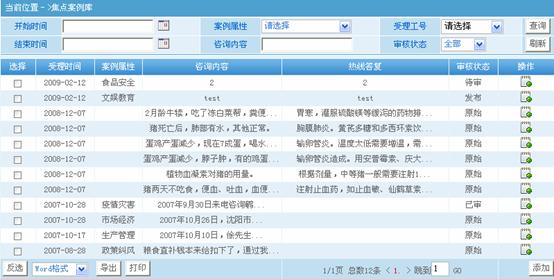 当前位置－>焦点案例库
开始时间 案例属性 请选择 受理工号 请选择 查询
结束时间 咨询内容 审核状态 全部 刷新
选择 受理时间 案例属性 咨询内容 热线答复 审核状态 操作
2009-02-12 食品安全 2 2 待审
2009-02-12 文娱教育 test test 发布
2008-12-07 2月龄牛犊，吃了冻白菜帮，粪便... 胃寒，灌服硫酸镁等缓泻的药物排... 原始
2008-12-07 猪死亡后，肺部有水，其他正常。 胸膜肺炎。黄芪多糖和多西环素饮... 原始
2008-12-07 蛋鸡产蛋减少，现在7成蛋，喝水... 输卵管炎。温度太低需要增温，需... 原始
2008-12-07 蛋鸡产蛋减少，脖子肿，有的鸡蛋... 输卵管炎造成。用安普霉素、庆大... 原始
2008-12-07 植物血凝素对猪的用量。 根据剂量，中等猪一般需要注射1... 原始
2008-12-07 猪两天不吃食，便血、吐血，血便... 注射止血药，如止血敏、仙鹤草素... 原始
2007-10-28 疫情灾害 2007年9月30日来电咨询鹌... 已审
2007-10-28 市场经济 2007年10月26日，沈阳市... 原始
2007-10-17 生产管理 2007年10月10日，徐先生... 原始
2007-08-28 政策纠风 粮食直补钱本来给扣下了，通过我... 原始
反选 Word格式 导出 打印 1/1页 总数12条 < 1. > 跳到 1 GO 添加